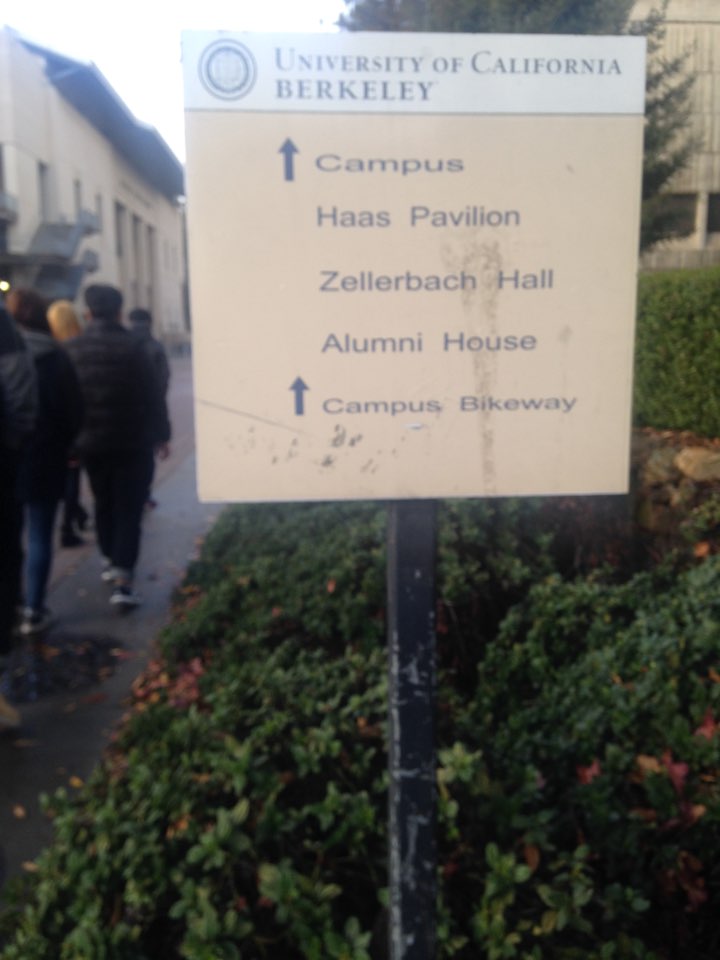 UNIVERSITY OF CALIFORNIA
BERKELEY
Campus
Haas Pavilion
Zellerbach Hall
Alumni House
Campus Bikeway